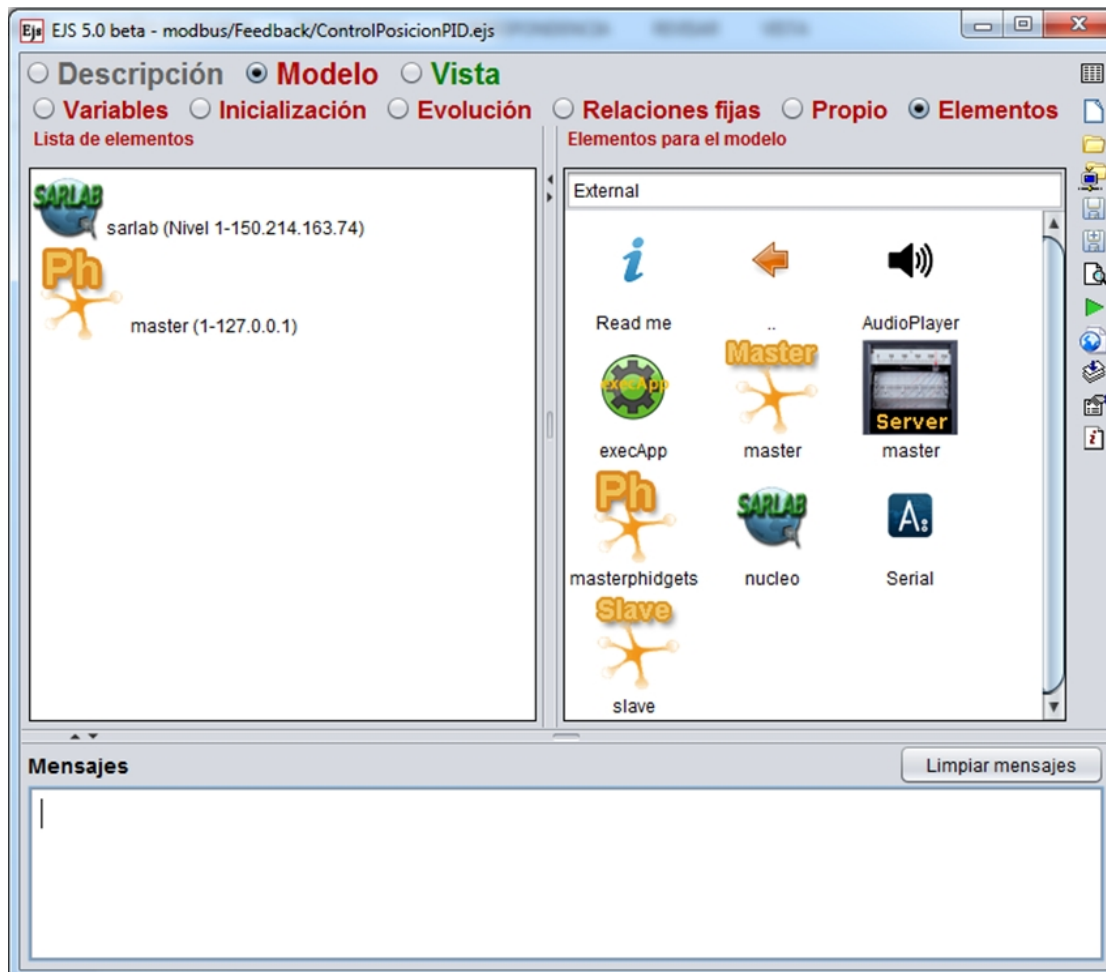 Ejs EJS 5.0 beta - modbus/Feedback/ControlPosicionPID.ejs
Descripción Modelo Vista
Variables Inicialización Evolución Relaciones fijas Propio Elementos
Lista de elementos
SARLAB
sarlab (Nivel 1-150.214.163.74)
Ph
master (1-127.0.0.1)
Elementos para el modelo
External
i
Read me .. AudioPlayer
execApp Master Server
execApp master master
Ph SARLAB A:
masterphidgets nucleo Serial
Slave
slave
Mensajes Limpiar mensajes